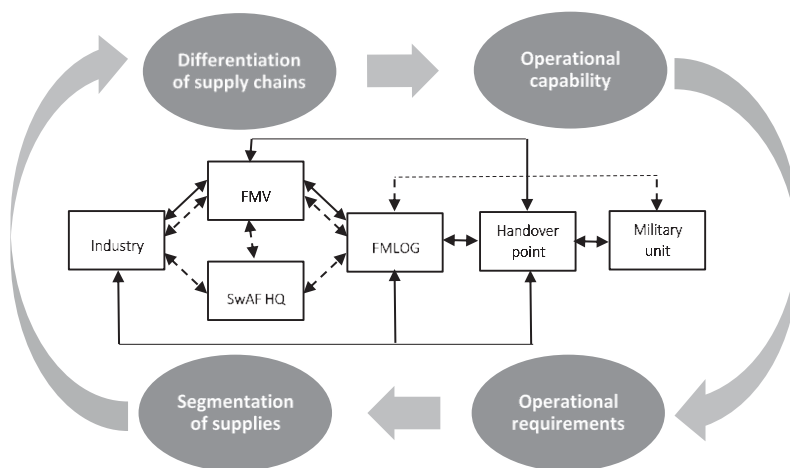 Differentiation
of supply chains
Operational
capability
FMV
Industry
FMLOG
Handover
point
Military
unit
SwAF HQ
Segmentation
of supplies
Operational
requirements